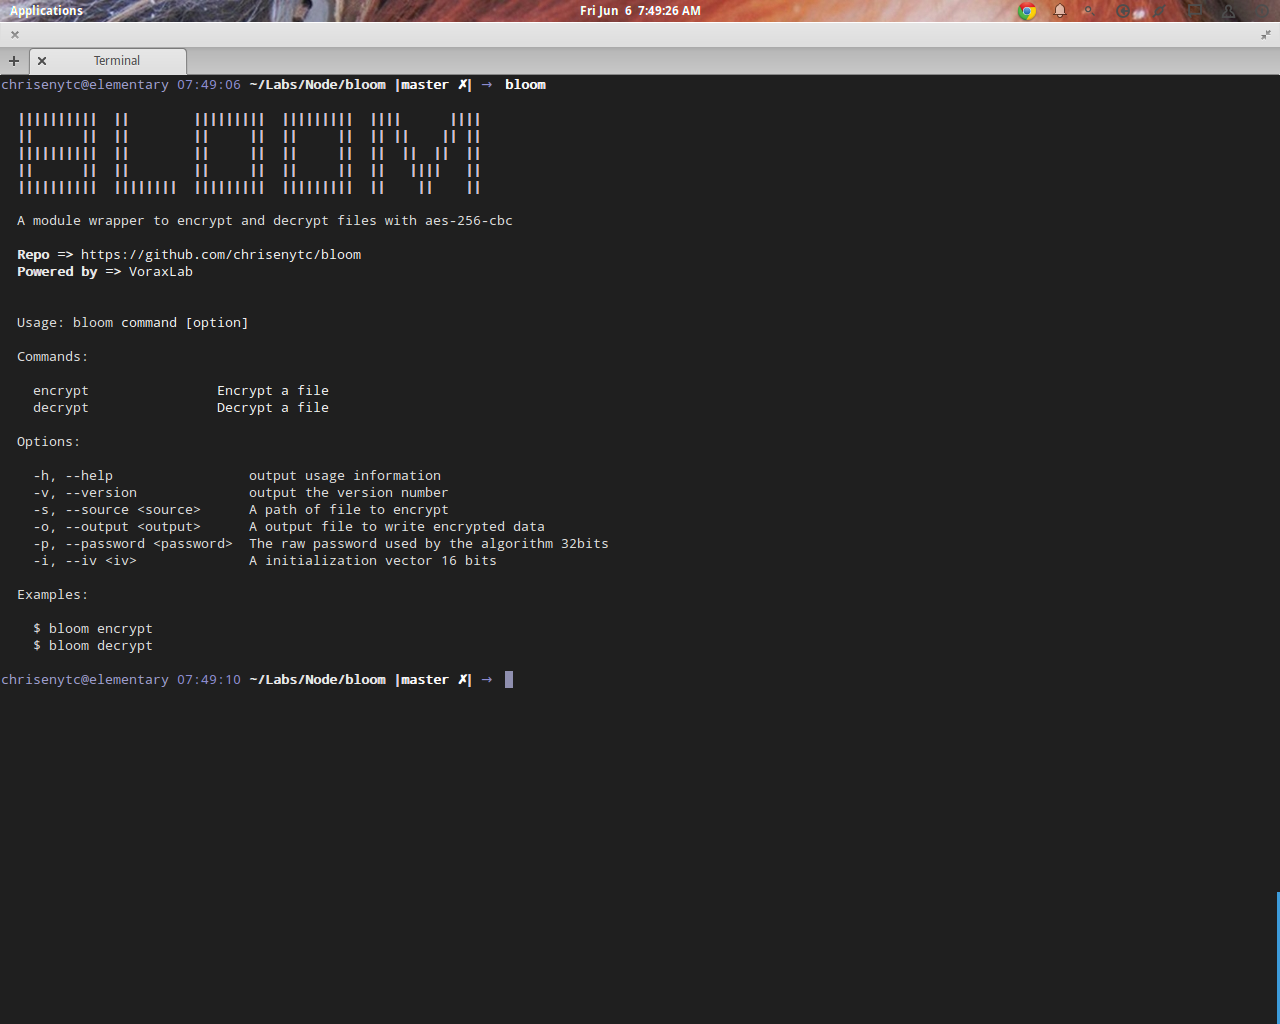 Applications
Fri Jun 6 7:49:26 AM
Terminal
chrisenytc@elementary 07:49:06 ~/Labs/Node/bloom |master ✗| → bloom
BLOOM
A module wrapper to encrypt and decrypt files with aes-256-cbc
Repo => https://github.com/chrisenytc/bloom
Powered by => VoraxLab
Usage: bloom command [option]
Commands:
encrypt Encrypt a file
decrypt Decrypt a file
Options:
-h, --help output usage information
-v, --version output the version number
-s, --source <source> A path of file to encrypt
-o, --output <output> A output file to write encrypted data
-p, --password <password> The raw password used by the algorithm 32bits
-i, --iv <iv> A initialization vector 16 bits
Examples:
$ bloom encrypt
$ bloom decrypt
chrisenytc@elementary 07:49:10 ~/Labs/Node/bloom |master ✗| →